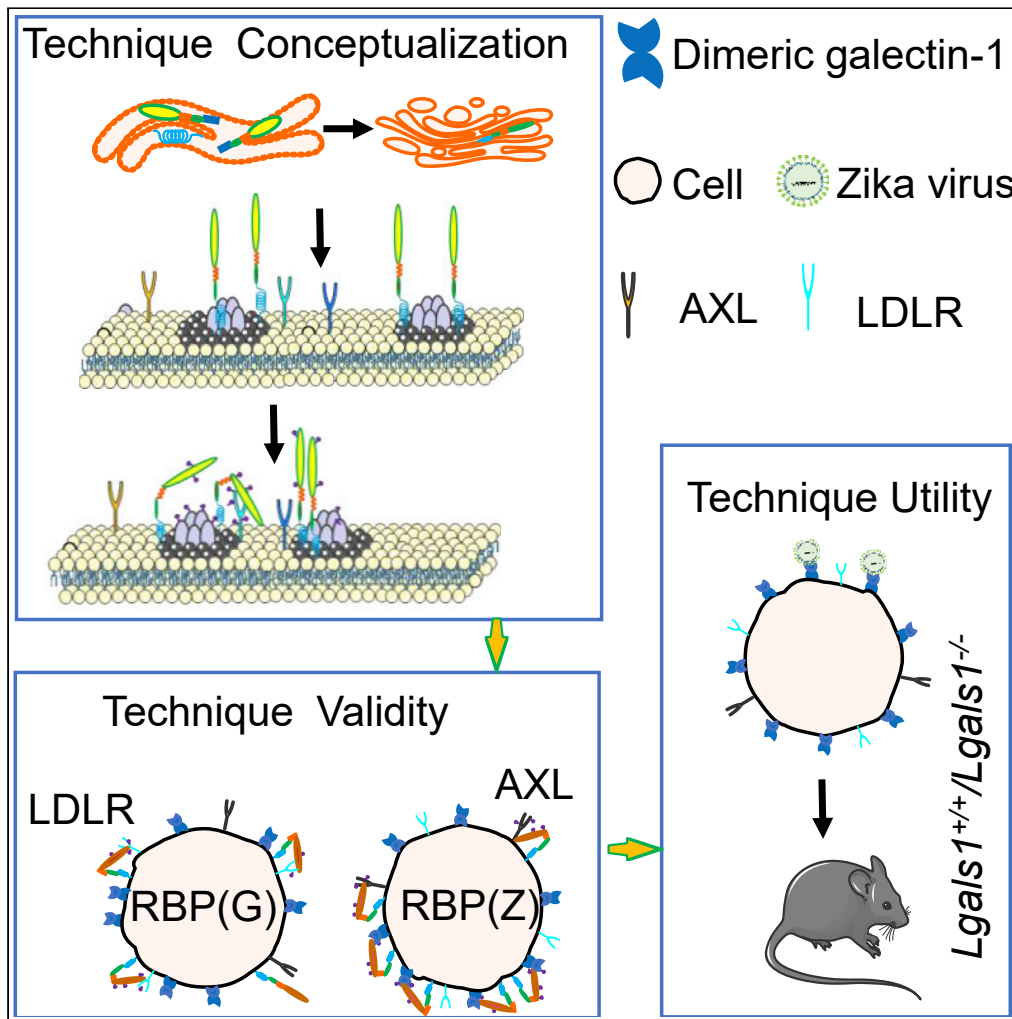 Technique Conceptualization
Dimeric galectin-1
Cell
Zika virus
AXL
LDLR
Technique Validity
LDLR
AXL
RBP(G)
RBP(Z)
Technique Utility
Lgals1+/+/Lgals1-/-